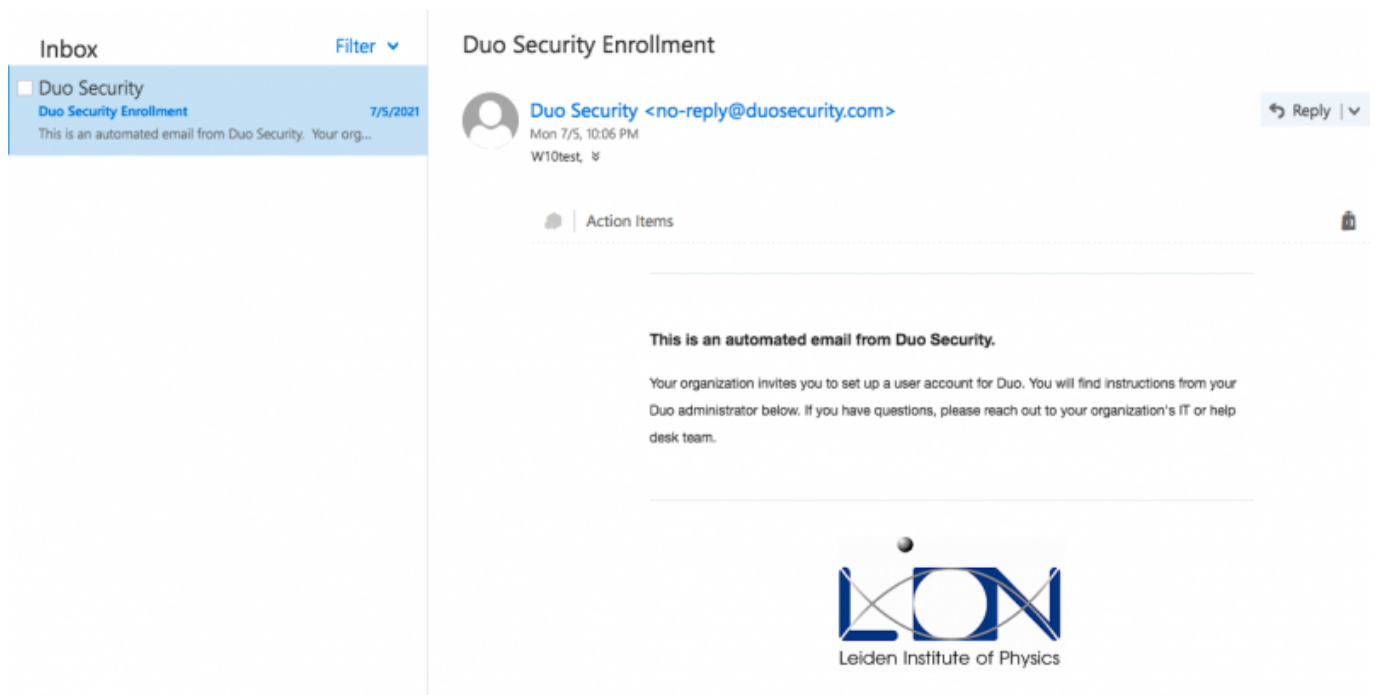 Inbox
Filter
Duo Security
Duo Security Enrollment 7/5/2021
This is an automated email from Duo Security. Your org...
Duo Security Enrollment
Duo Security <no-reply@duosecurity.com>
Mon 7/5, 10:06 PM
W10test,
Reply
Action Items
This is an automated email from Duo Security.
Your organization invites you to set up a user account for Duo. You will find instructions from your
Duo administrator below. If you have questions, please reach out to your organization's IT or help
desk team.
LION
Leiden Institute of Physics